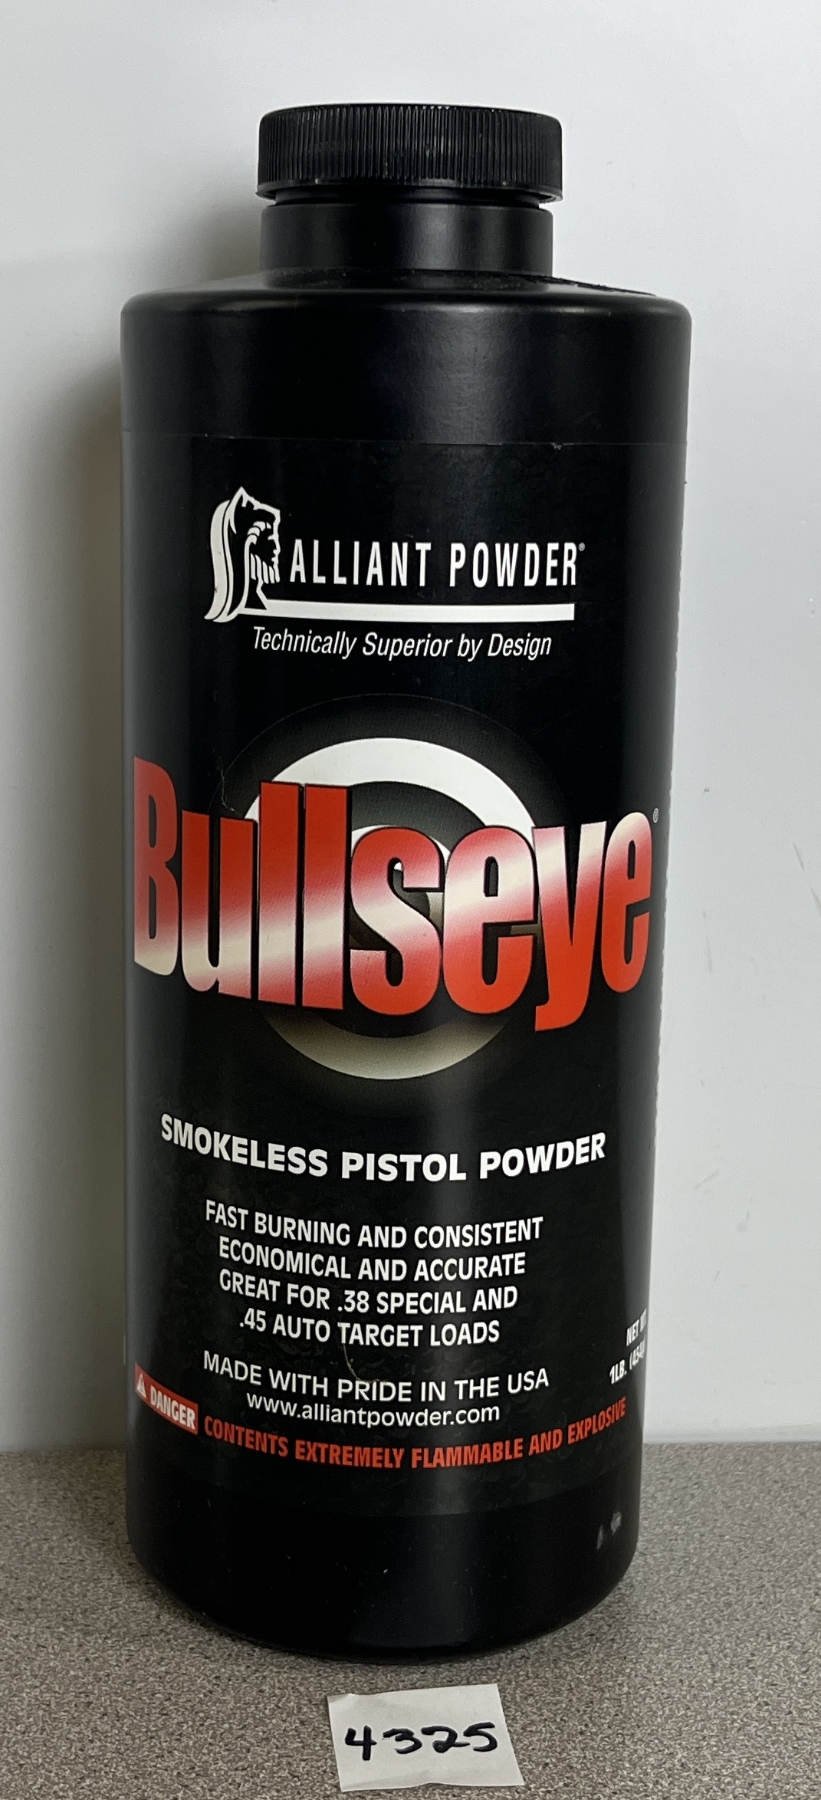 ALLIANT POWDER®
Technically Superior by Design
Bullseye®
SMOKELESS PISTOL POWDER
FAST BURNING AND CONSISTENT
ECONOMICAL AND ACCURATE
GREAT FOR .38 SPECIAL AND
.45 AUTO TARGET LOADS
NET
1LB.
MADE WITH PRIDE IN THE USA
www.alliantpowder.com
DANGER CONTENTS EXTREMELY FLAMMABLE AND EXPLOSIVE
4325